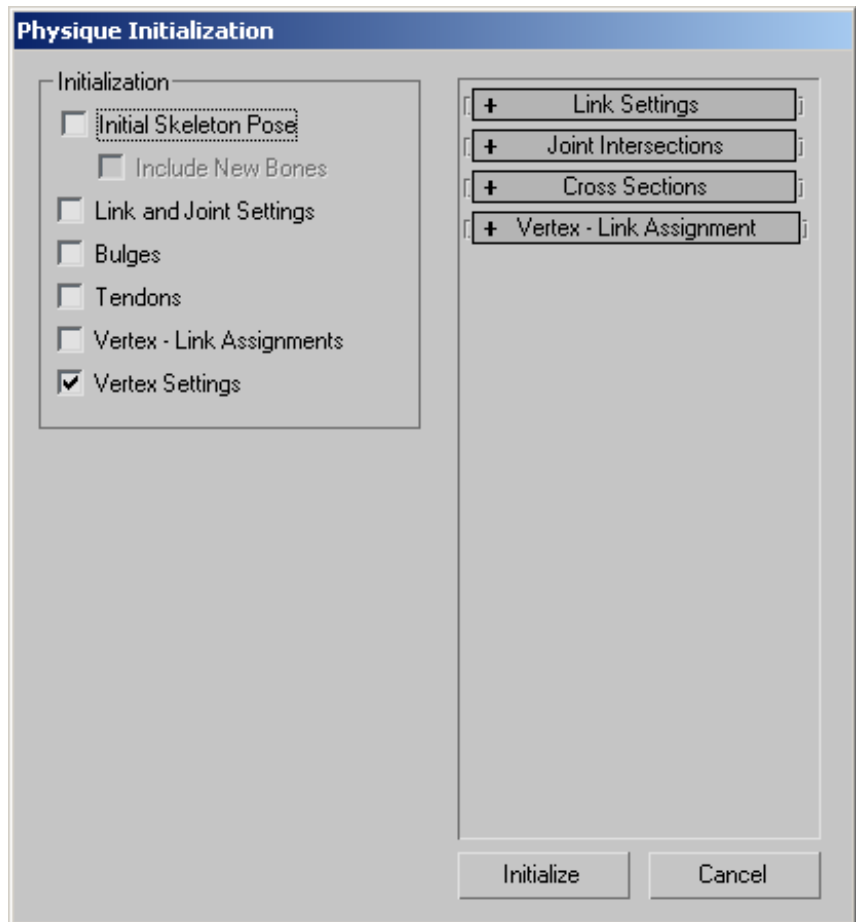 Physique Initialization
Initialization
Initial Skeleton Pose
Include New Bones
Link and Joint Settings
Bulges
Tendons
Vertex - Link Assignments
Vertex Settings
+ Link Settings
+ Joint Intersections
+ Cross Sections
+ Vertex - Link Assignment
Initialize
Cancel